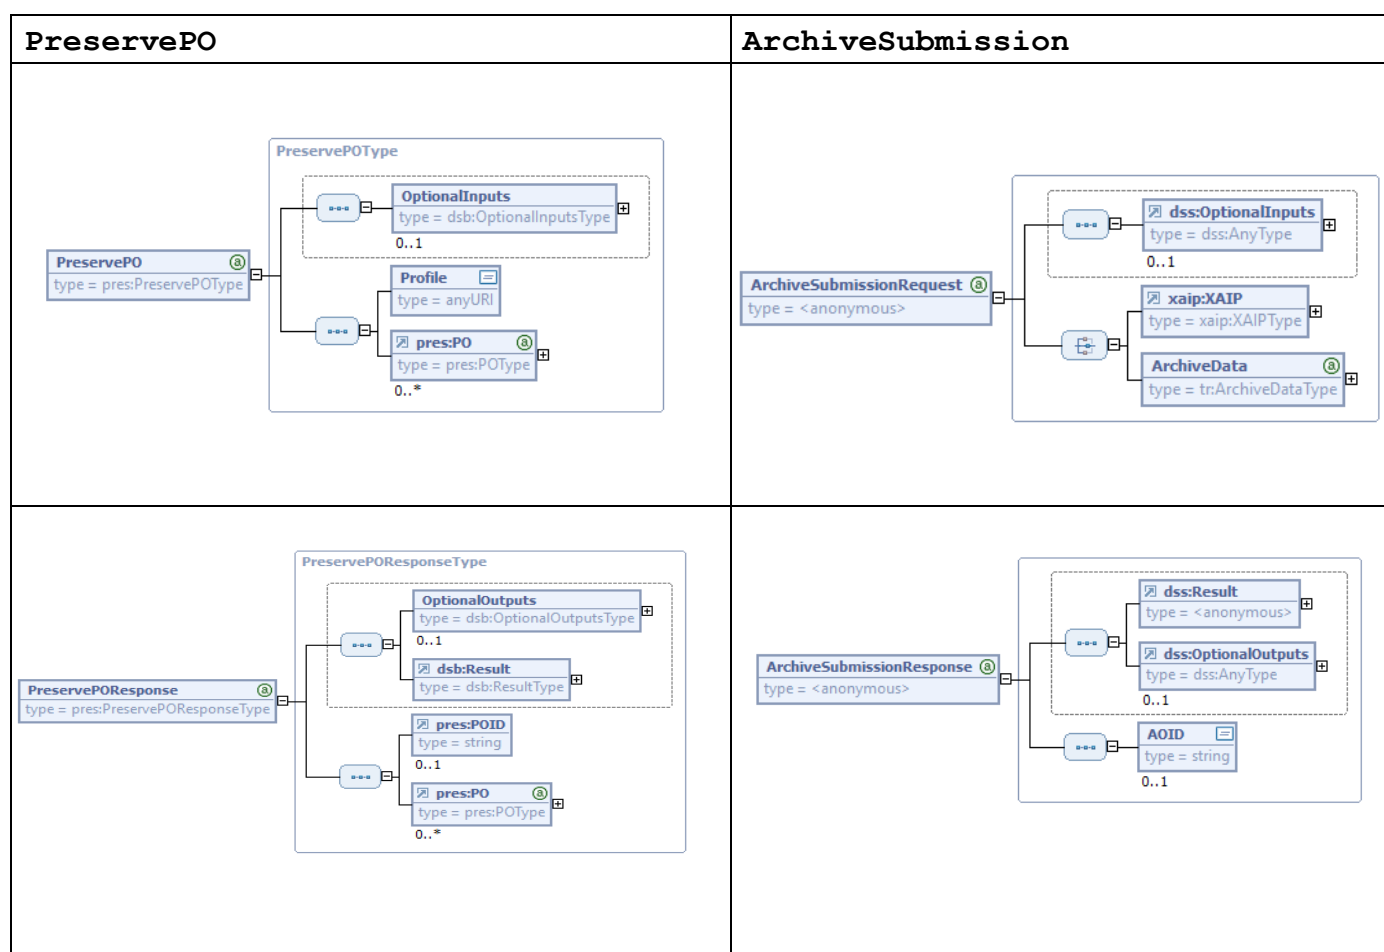 PreservePO
ArchiveSubmission
PreservePOType
OptionalInputs
type = dsb:OptionalInputsType
0..1
PreservePO
type = pres:PreservePOType
Profile
type = anyURI
pres:PO
type = pres:POType
0..*
dss:OptionalInputs
type = dss:AnyType
0..1
ArchiveSubmissionRequest
type = <anonymous>
xaip:XAIP
type = xaip:XAIPType
ArchiveData
type = tr:ArchiveDataType
PreservePOResponseType
OptionalOutputs
type = dsb:OptionalOutputsType
0..1
dsb:Result
type = dsb:ResultType
PreservePOResponse
type = pres:PreservePOResponseType
pres:POID
type = string
0..1
pres:PO
type = pres:POType
0..*
dss:Result
type = <anonymous>
dss:OptionalOutputs
type = dss:AnyType
0..1
ArchiveSubmissionResponse
type = <anonymous>
AOID
type = string
0..1